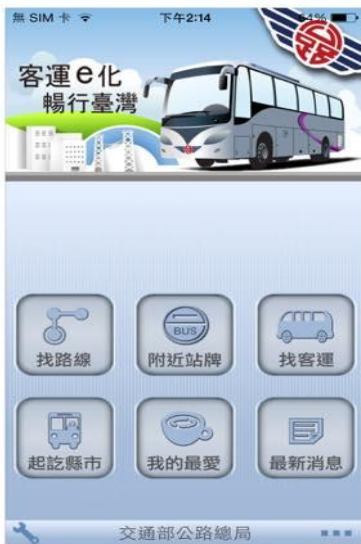 無 SIM 卡
下午2:14
64%
客運e化
暢行臺灣
找路線
BUS
附近站牌
找客運
起訖縣市
我的最愛
最新消息
交通部公路總局